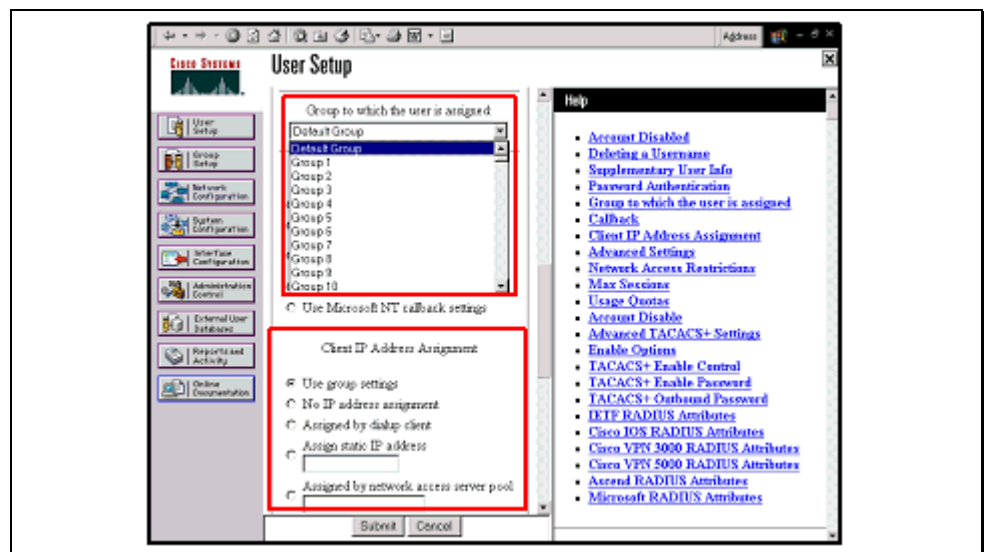 Address
CISCO SYSTEMS
User Setup
User
Setup
Group
Setup
Network
Configuration
System
Configuration
Interface
Configuration
Administration
Control
External User
Databases
Reports and
Activity
Online
Documentation
Group to which the user is assigned
Default Group
Default Group
Group 1
Group 2
Group 3
Group 4
Group 5
Group 6
Group 7
Group 8
Group 9
Group 10
Use Microsoft NT callback settings
Client IP Address Assignment
Use group settings
No IP address assignment
Assigned by dialup client
Assign static IP address
Assigned by network access server pool
Submit Cancel
Help
Account Disabled
Deleting a Username
Supplementary User Info
Password Authentication
Group to which the user is assigned
Callback
Client IP Address Assignment
Advanced Settings
Network Access Restrictions
Max Sessions
Usage Quotas
Account Disable
Advanced TACACS+ Settings
Enable Options
TACACS+ Enable Control
TACACS+ Enable Password
TACACS+ Outbound Password
IETF RADIUS Attributes
Cisco IOS RADIUS Attributes
Cisco VPN 3000 RADIUS Attributes
Cisco VPN 5000 RADIUS Attributes
Ascend RADIUS Attributes
Microsoft RADIUS Attributes